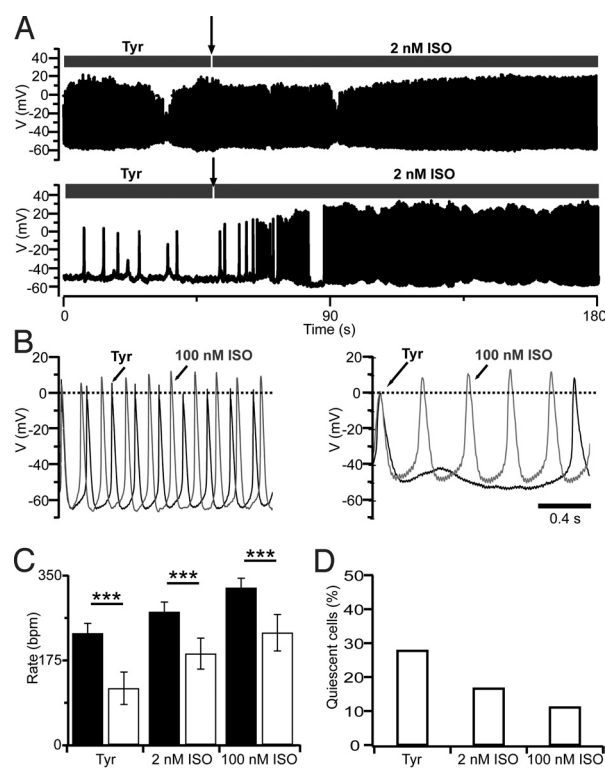 A
Tyr 2 nM ISO
40
20
0
-20
-40
-60
V (mV)
Tyr 2 nM ISO
40
20
0
-20
-40
-60
V (mV)
0 90 180
Time (s)
B
20
0
-20
-40
-60
V (mV)
Tyr 100 nM ISO
20
0
-20
-40
-60
V (mV)
Tyr 100 nM ISO
0.4 s
C
350
175
0
Rate (bpm)
*** *** ***
Tyr 2 nM ISO 100 nM ISO
D
50
40
30
20
10
0
Quiescent cells (%)
Tyr 2 nM ISO 100 nM ISO